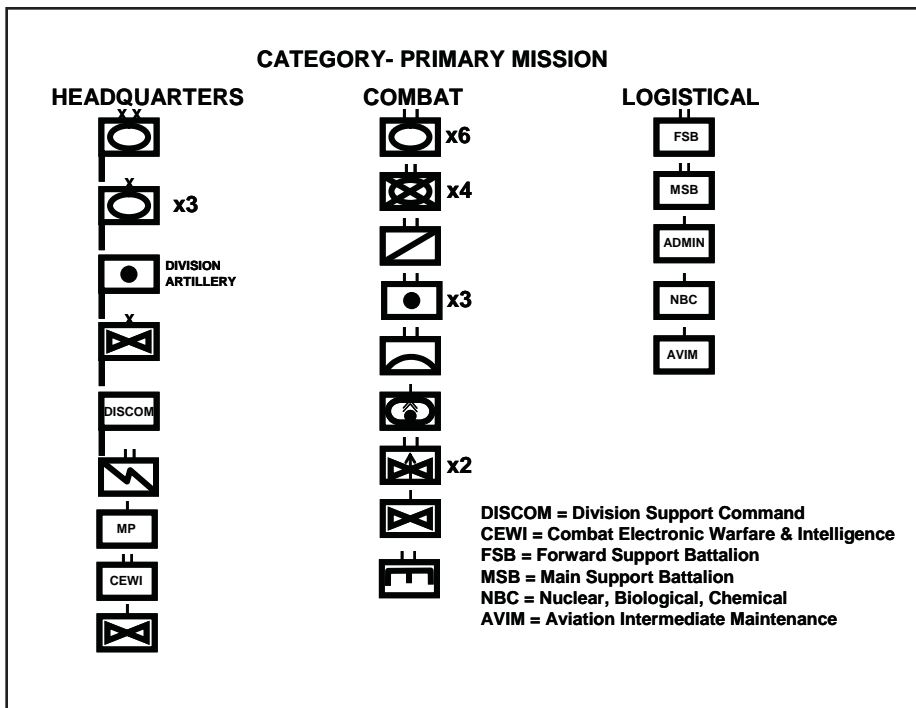 CATEGORY- PRIMARY MISSION
HEADQUARTERS
COMBAT
LOGISTICAL
X X
X
x3
DIVISION
ARTILLERY
X
DISCOM
MP
CEWI
x6
x4
x3
x2
FSB
MSB
ADMIN
NBC
AVIM
DISCOM = Division Support Command
CEWI = Combat Electronic Warfare & Intelligence
FSB = Forward Support Battalion
MSB = Main Support Battalion
NBC = Nuclear, Biological, Chemical
AVIM = Aviation Intermediate Maintenance